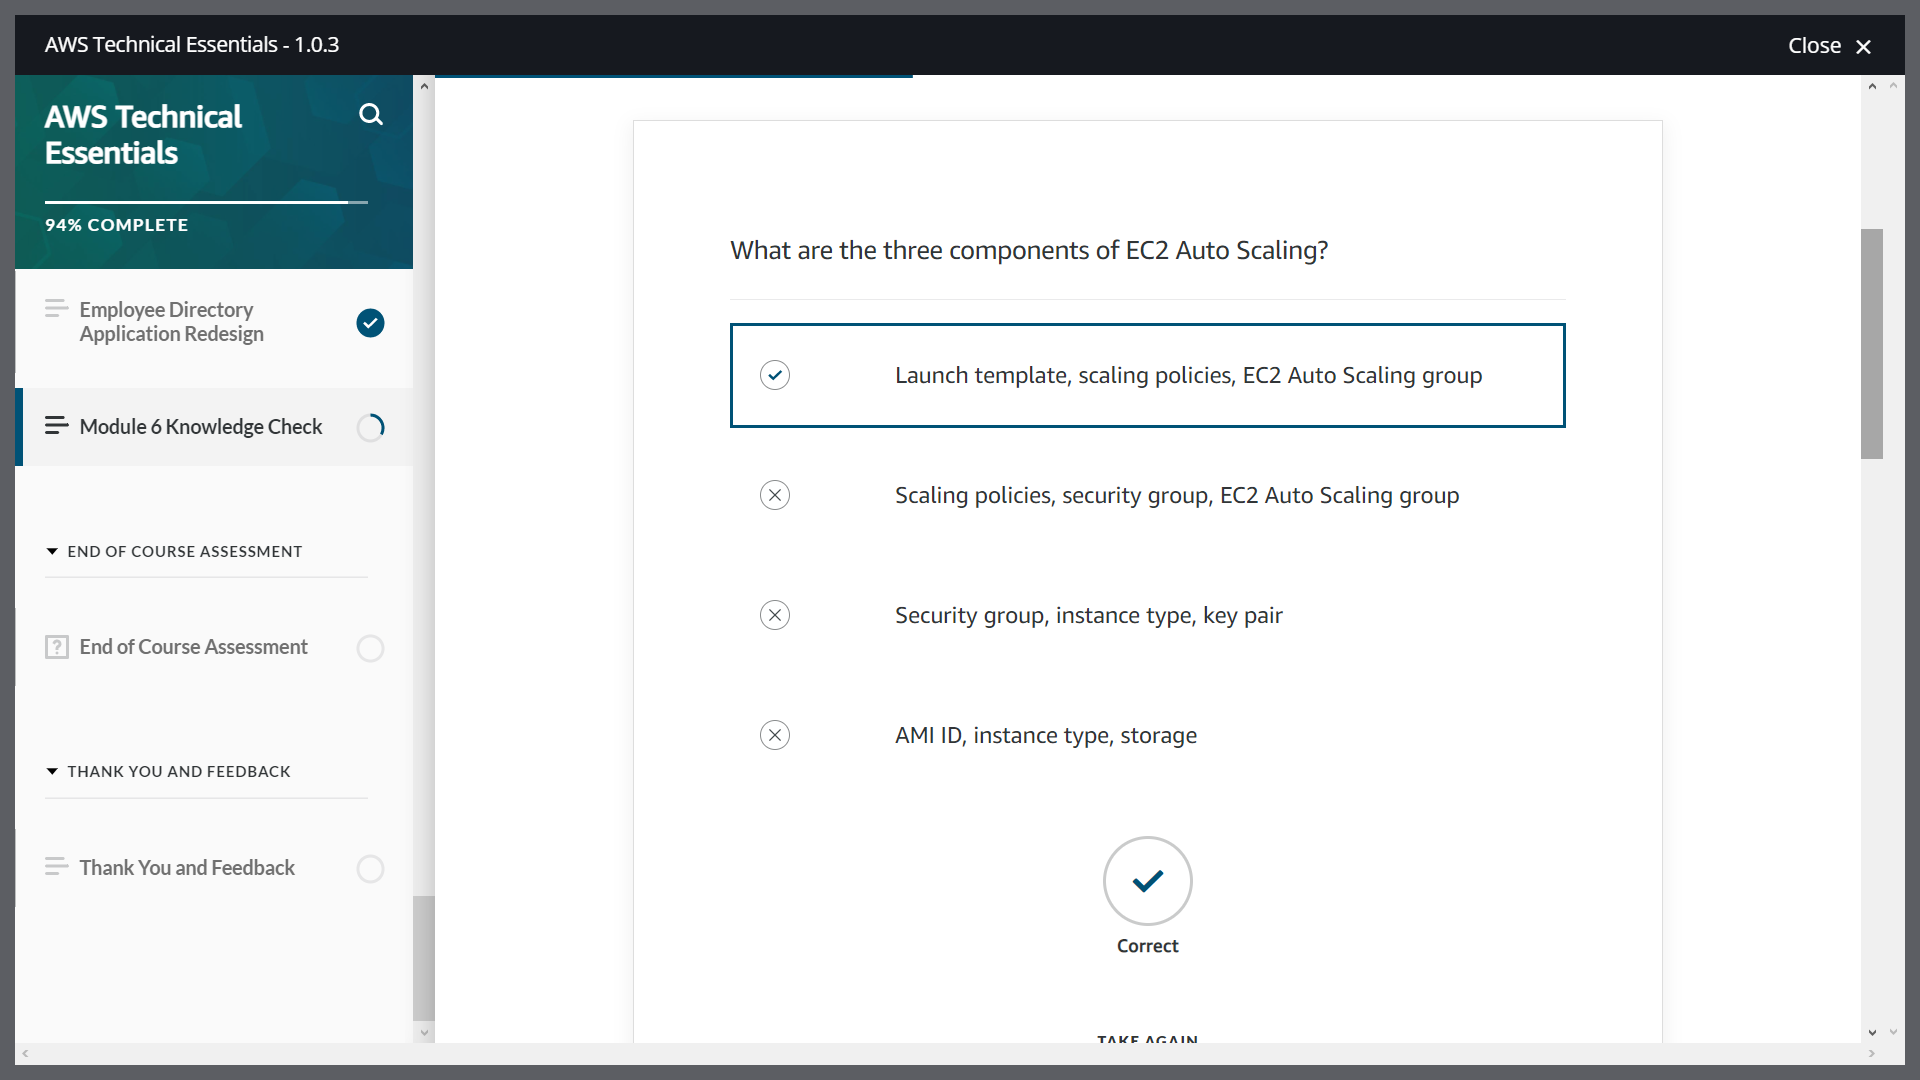 AWS Technical Essentials - 1.0.3
Close
AWS Technical
Essentials
94% COMPLETE
Employee Directory
Application Redesign
Module 6 Knowledge Check
END OF COURSE ASSESSMENT
End of Course Assessment
THANK YOU AND FEEDBACK
Thank You and Feedback
What are the three components of EC2 Auto Scaling?
Launch template, scaling policies, EC2 Auto Scaling group
Scaling policies, security group, EC2 Auto Scaling group
Security group, instance type, key pair
AMI ID, instance type, storage
Correct
TAKE AGAIN